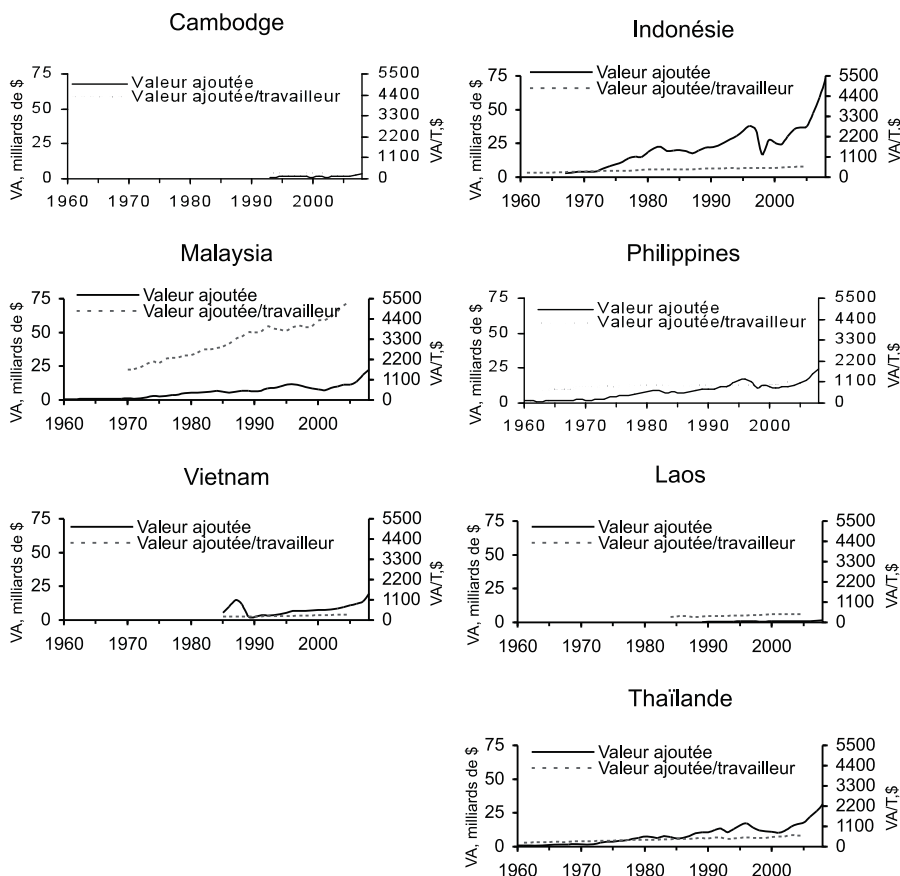 Cambodge
VA, milliards de $
75
50
25
0
Valeur ajoutée
Valeur ajoutée/travailleur
5500
4400
3300
2200
1100
0
VA/T,$
1960 1970 1980 1990 2000
Indonésie
VA, milliards de $
75
50
25
0
Valeur ajoutée
Valeur ajoutée/travailleur
5500
4400
3300
2200
1100
0
VA/T.$
1960 1970 1980 1990 2000
Malaysia
VA, milliards de $
75
50
25
0
Valeur ajoutée
Valeur ajoutée/travailleur
5500
4400
3300
2200
1100
0
VA/T,$
1960 1970 1980 1990 2000
Philippines
VA, milliards de $
75
50
25
0
Valeur ajoutée
Valeur ajoutée/travailleur
5500
4400
3300
2200
1100
0
VA/T,$
1960 1970 1980 1990 2000
Vietnam
VA, milliards de $
75
50
25
0
Valeur ajoutée
Valeur ajoutée/travailleur
5500
4400
3300
2200
1100
0
VA/T,$
1960 1970 1980 1990 2000
Laos
VA, milliards de $
75
50
25
0
Valeur ajoutée
Valeur ajoutée/travailleur
5500
4400
3300
2200
1100
0
VA/T,$
1960 1970 1980 1990 2000
Thaïlande
VA, milliards de $
75
50
25
0
Valeur ajoutée
Valeur ajoutée/travailleur
5500
4400
3300
2200
1100
0
VA/T,$
1960 1970 1980 1990 2000